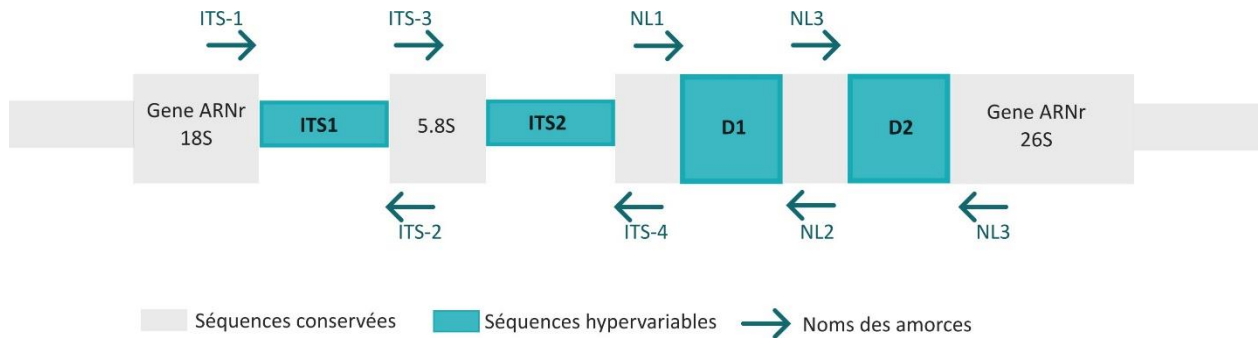 ITS-1 ITS-3 NL1 NL3
Gene ARNr
18S
ITS1
5.8S
ITS2
D1
D2
Gene ARNr
26S
ITS-2 ITS-4 NL2 NL3
Séquences conservées Séquences hypervariables Noms des amorces